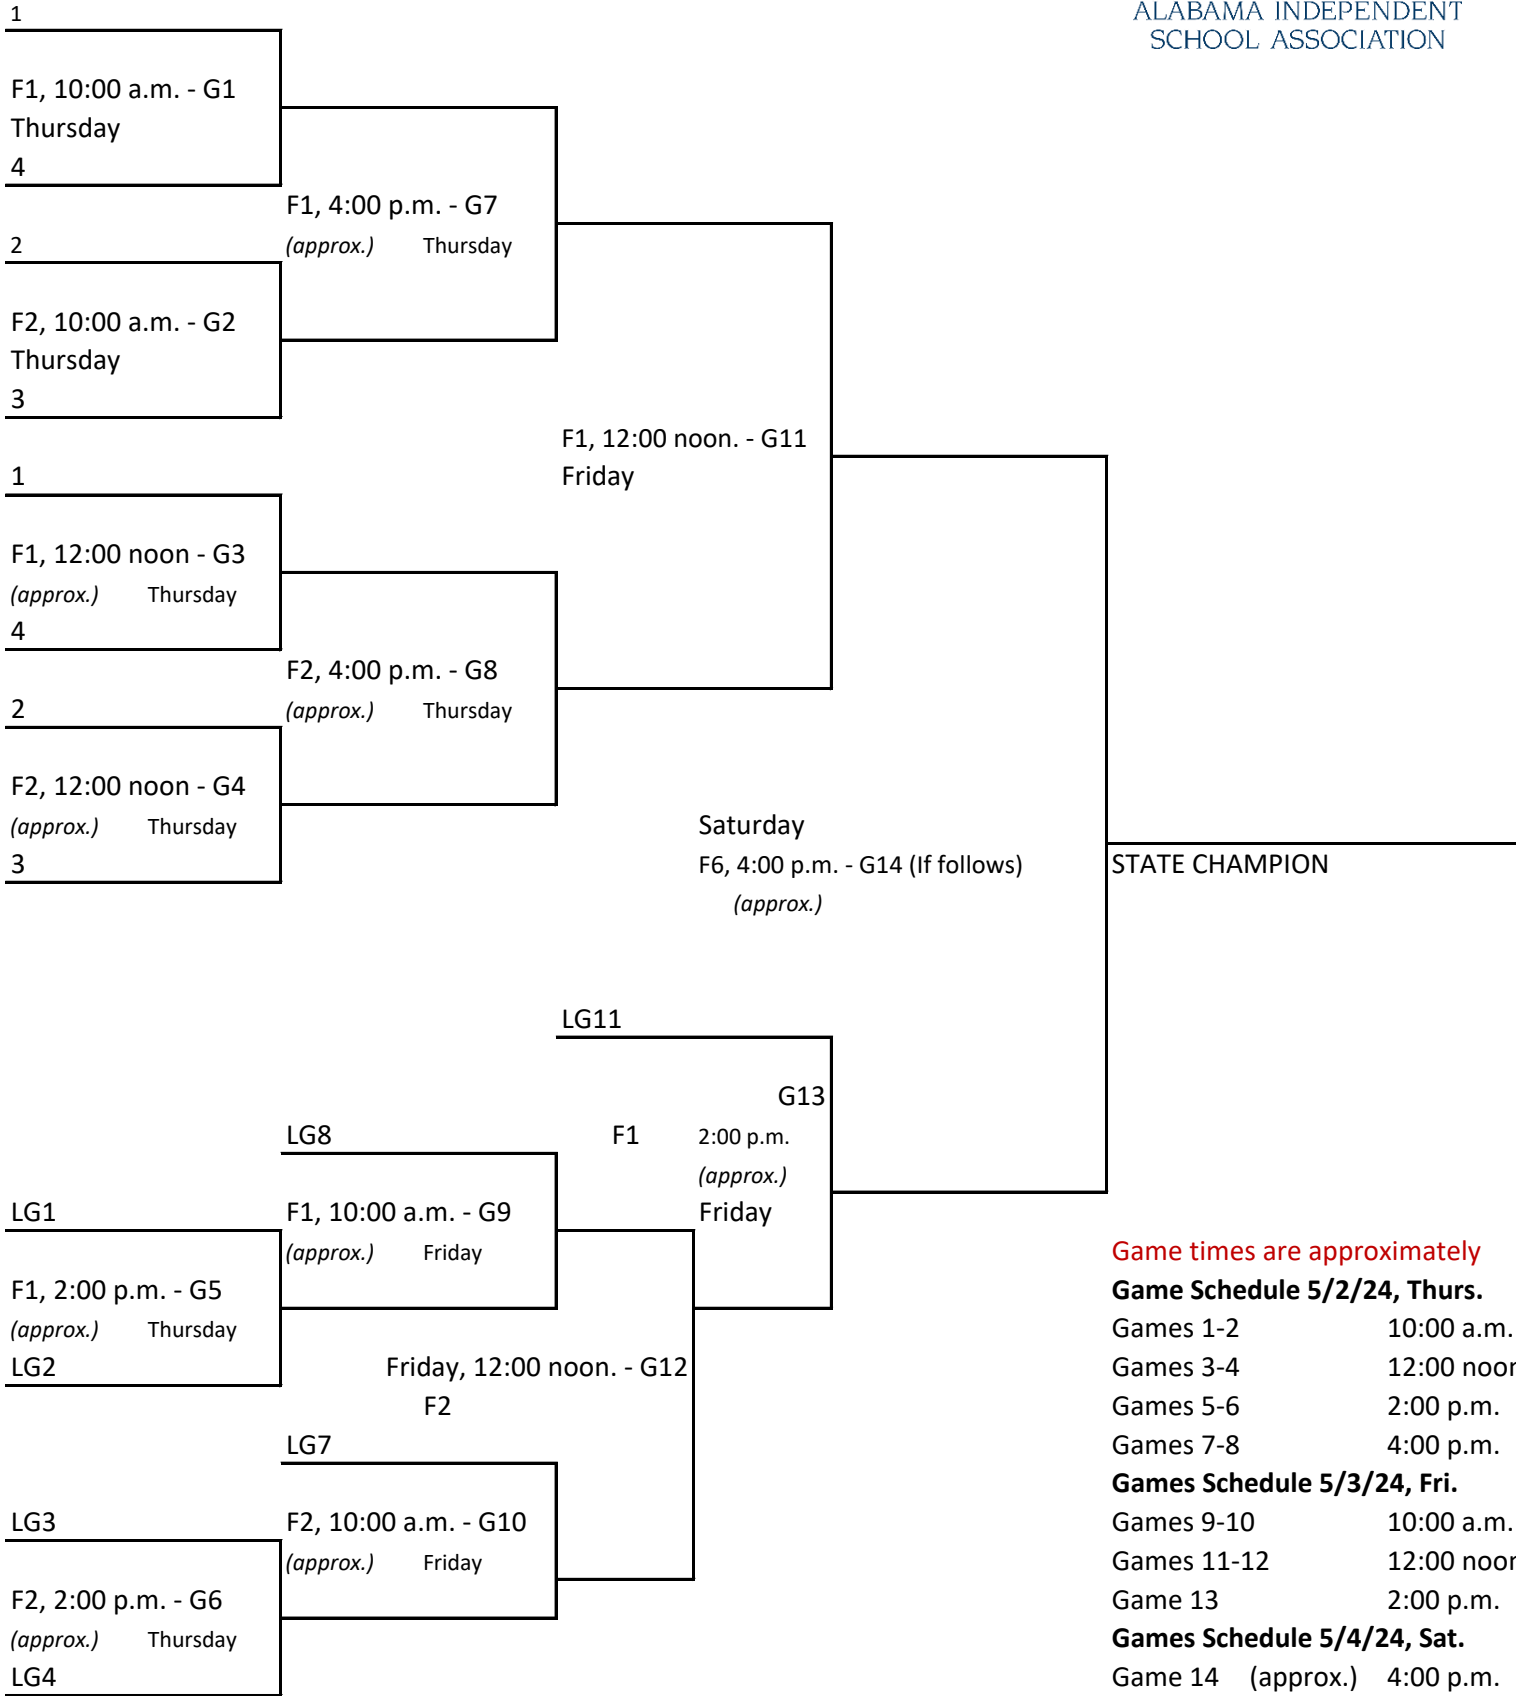 ALABAMA INDEPENDENT
SCHOOL ASSOCIATION
1
F1, 10:00 a.m. - G1
Thursday
4
F1, 4:00 p.m. - G7
(approx.) Thursday
2
F2, 10:00 a.m. - G2
Thursday
3
F1, 12:00 noon. - G11
Friday
1
F1, 12:00 noon - G3
(approx.) Thursday
4
F2, 4:00 p.m. - G8
(approx.) Thursday
2
F2, 12:00 noon - G4
(approx.) Thursday
3
Saturday
F6, 4:00 p.m. - G14 (If follows)
(approx.)
STATE CHAMPION
LG11
G13
F1 2:00 p.m.
(approx.)
Friday
LG8
F1, 10:00 a.m. - G9
(approx.) Friday
LG1
F1, 2:00 p.m. - G5
(approx.) Thursday
LG2
Friday, 12:00 noon. - G12
F2
LG7
F2, 10:00 a.m. - G10
(approx.) Friday
LG3
F2, 2:00 p.m. - G6
(approx.) Thursday
LG4
Game times are approximately
Game Schedule 5/2/24, Thurs.
Games 1-2 10:00 a.m.
Games 3-4 12:00 noon
Games 5-6 2:00 p.m.
Games 7-8 4:00 p.m.
Games Schedule 5/3/24, Fri.
Games 9-10 10:00 a.m.
Games 11-12 12:00 noon
Game 13 2:00 p.m.
Games Schedule 5/4/24, Sat.
Game 14 (approx.) 4:00 p.m.